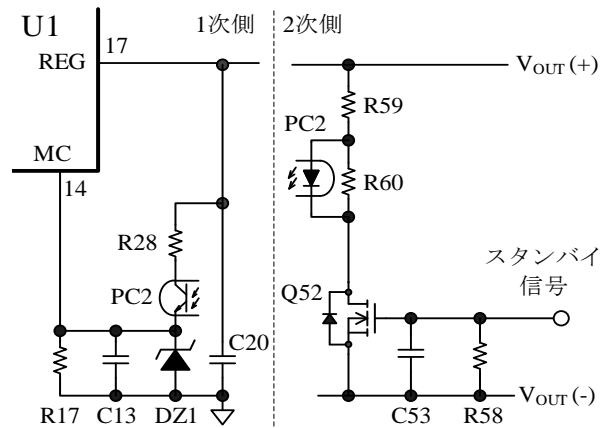 U1
17
1次側
2次側
REG
VOUT (+)
R59
PC2
MC
14
R60
R28
スタンバイ
信号
PC2
Q52
C20
R17
C13
DZ1
C53
R58
VOUT (-)